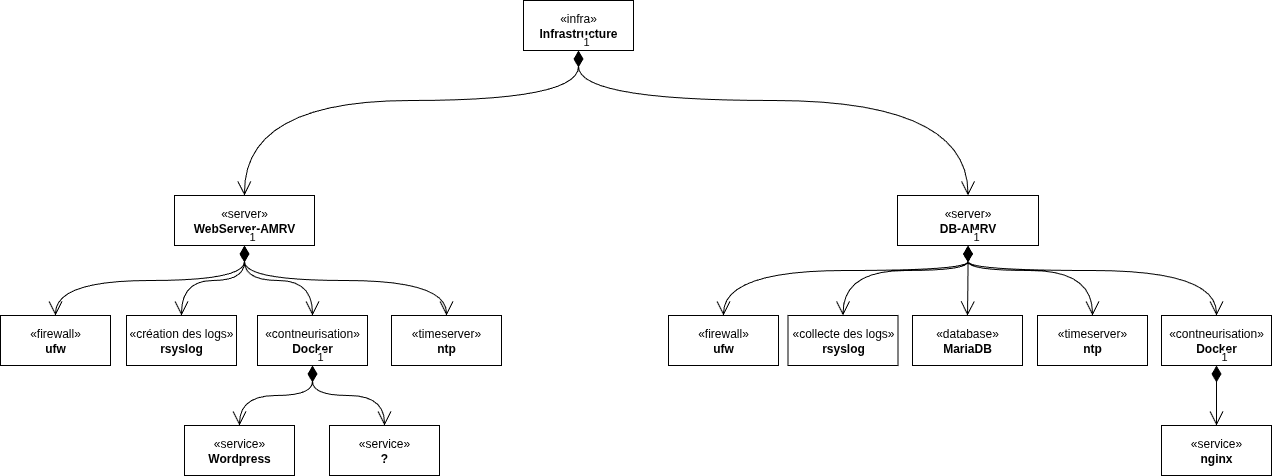 «infra»
Infrastructure
1
«server»
WebServer-AMRV
1
«server»
DB-AMRV
1
«firewall»
ufw
«création des logs»
rsyslog
«contneurisation»
Docker
1
«timeserver»
ntp
«firewall»
ufw
«collecte des logs»
rsyslog
«database»
MariaDB
«timeserver»
ntp
«contneurisation»
Docker
1
«service»
Wordpress
«service»
?
«service»
nginx